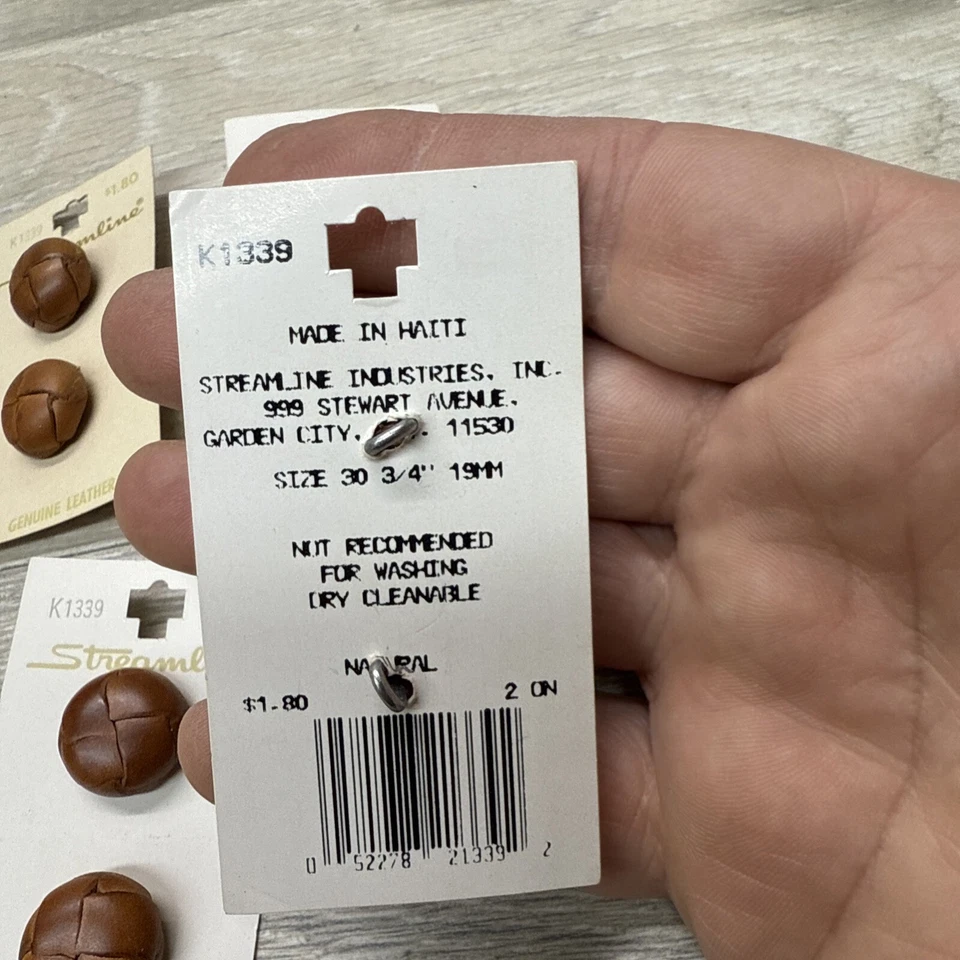 K1339
MADE IN HAITI
STREAMLINE INDUSTRIES, INC.
999 STEWART AVENUE,
GARDEN CITY, 11530
SIZE 30 3/4" 19MM
NOT RECOMMENDED
FOR WASHING
DRY CLEANABLE
$1.80
2 ON
0 52278 21339 2
K1339
$1.80
GENUINE LEATHER
K1339